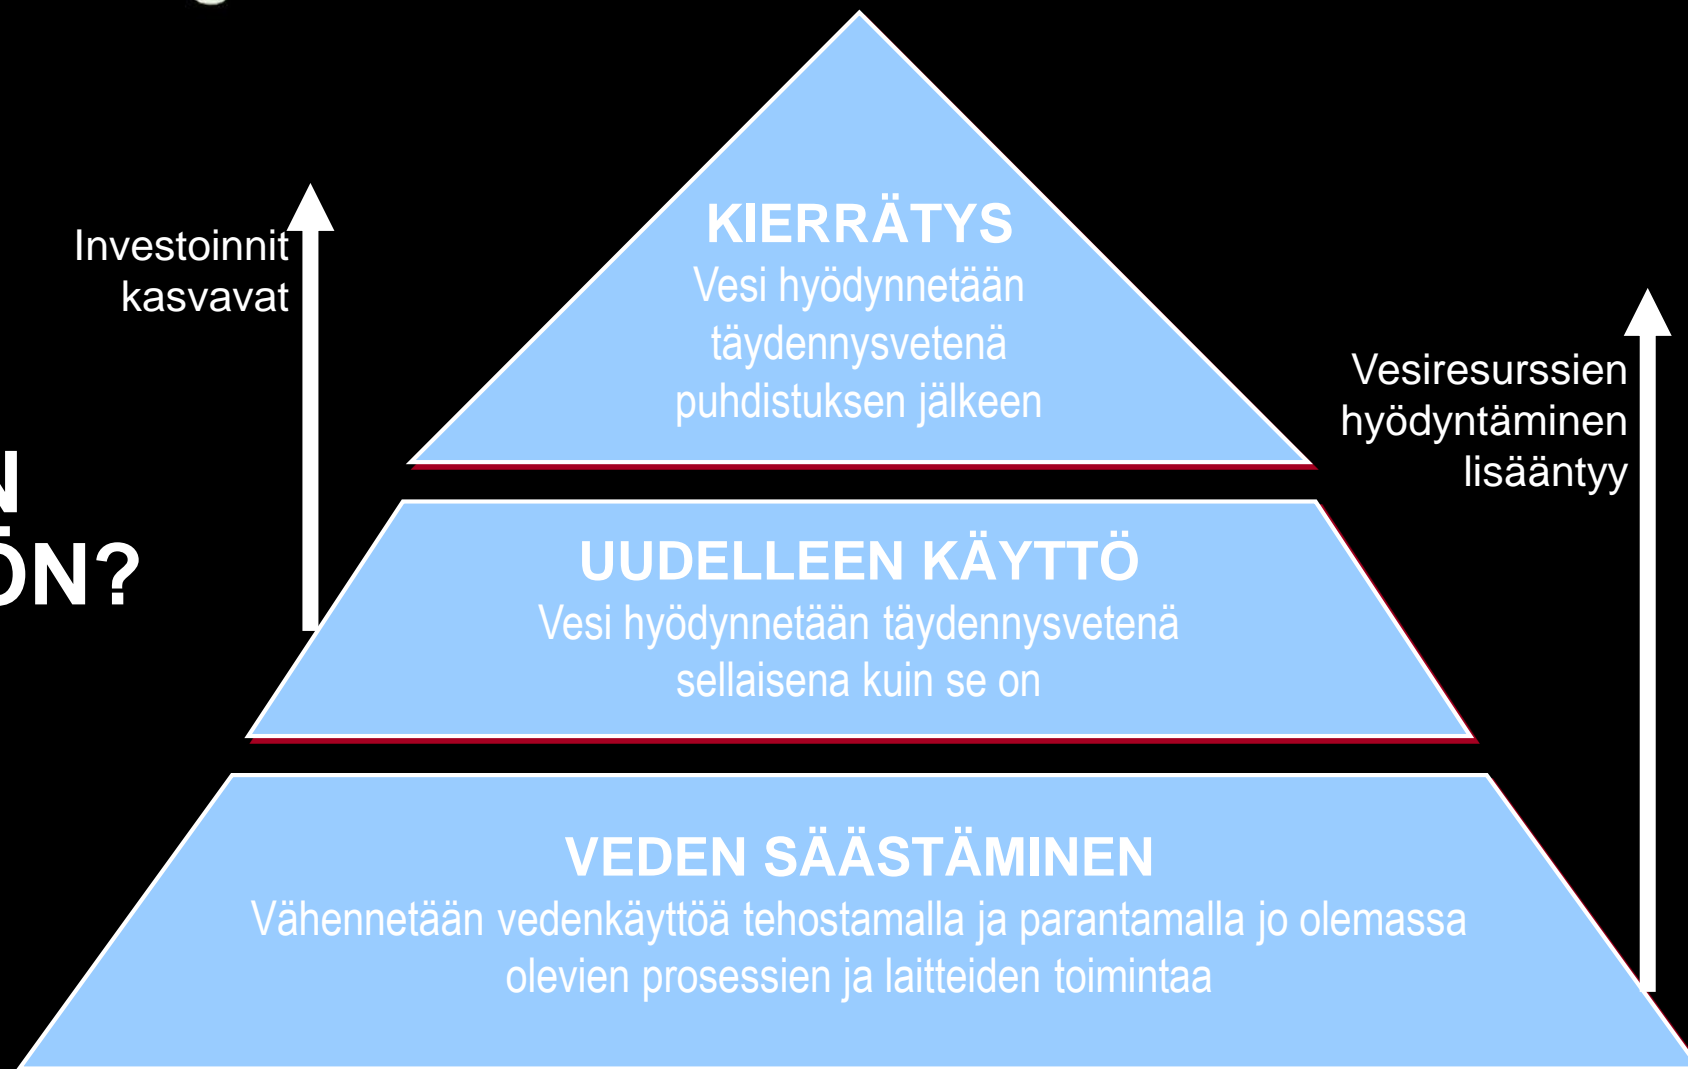 KIERRÄTYS
Vesi hyödynnetään
täydennysvetenä
puhdistuksen jälkeen
Investoinnit
kasvavat
Vesiresurssien
hyödyntäminen
lisääntyy
UUDELLEEN KÄYTTÖ
Vesi hyödynnetään täydennysvetenä
sellaisena kuin se on
VEDEN SÄÄSTÄMINEN
Vähennetään vedenkäyttöä tehostamalla ja parantamalla jo olemassa
olevien prosessien ja laitteiden toimintaa